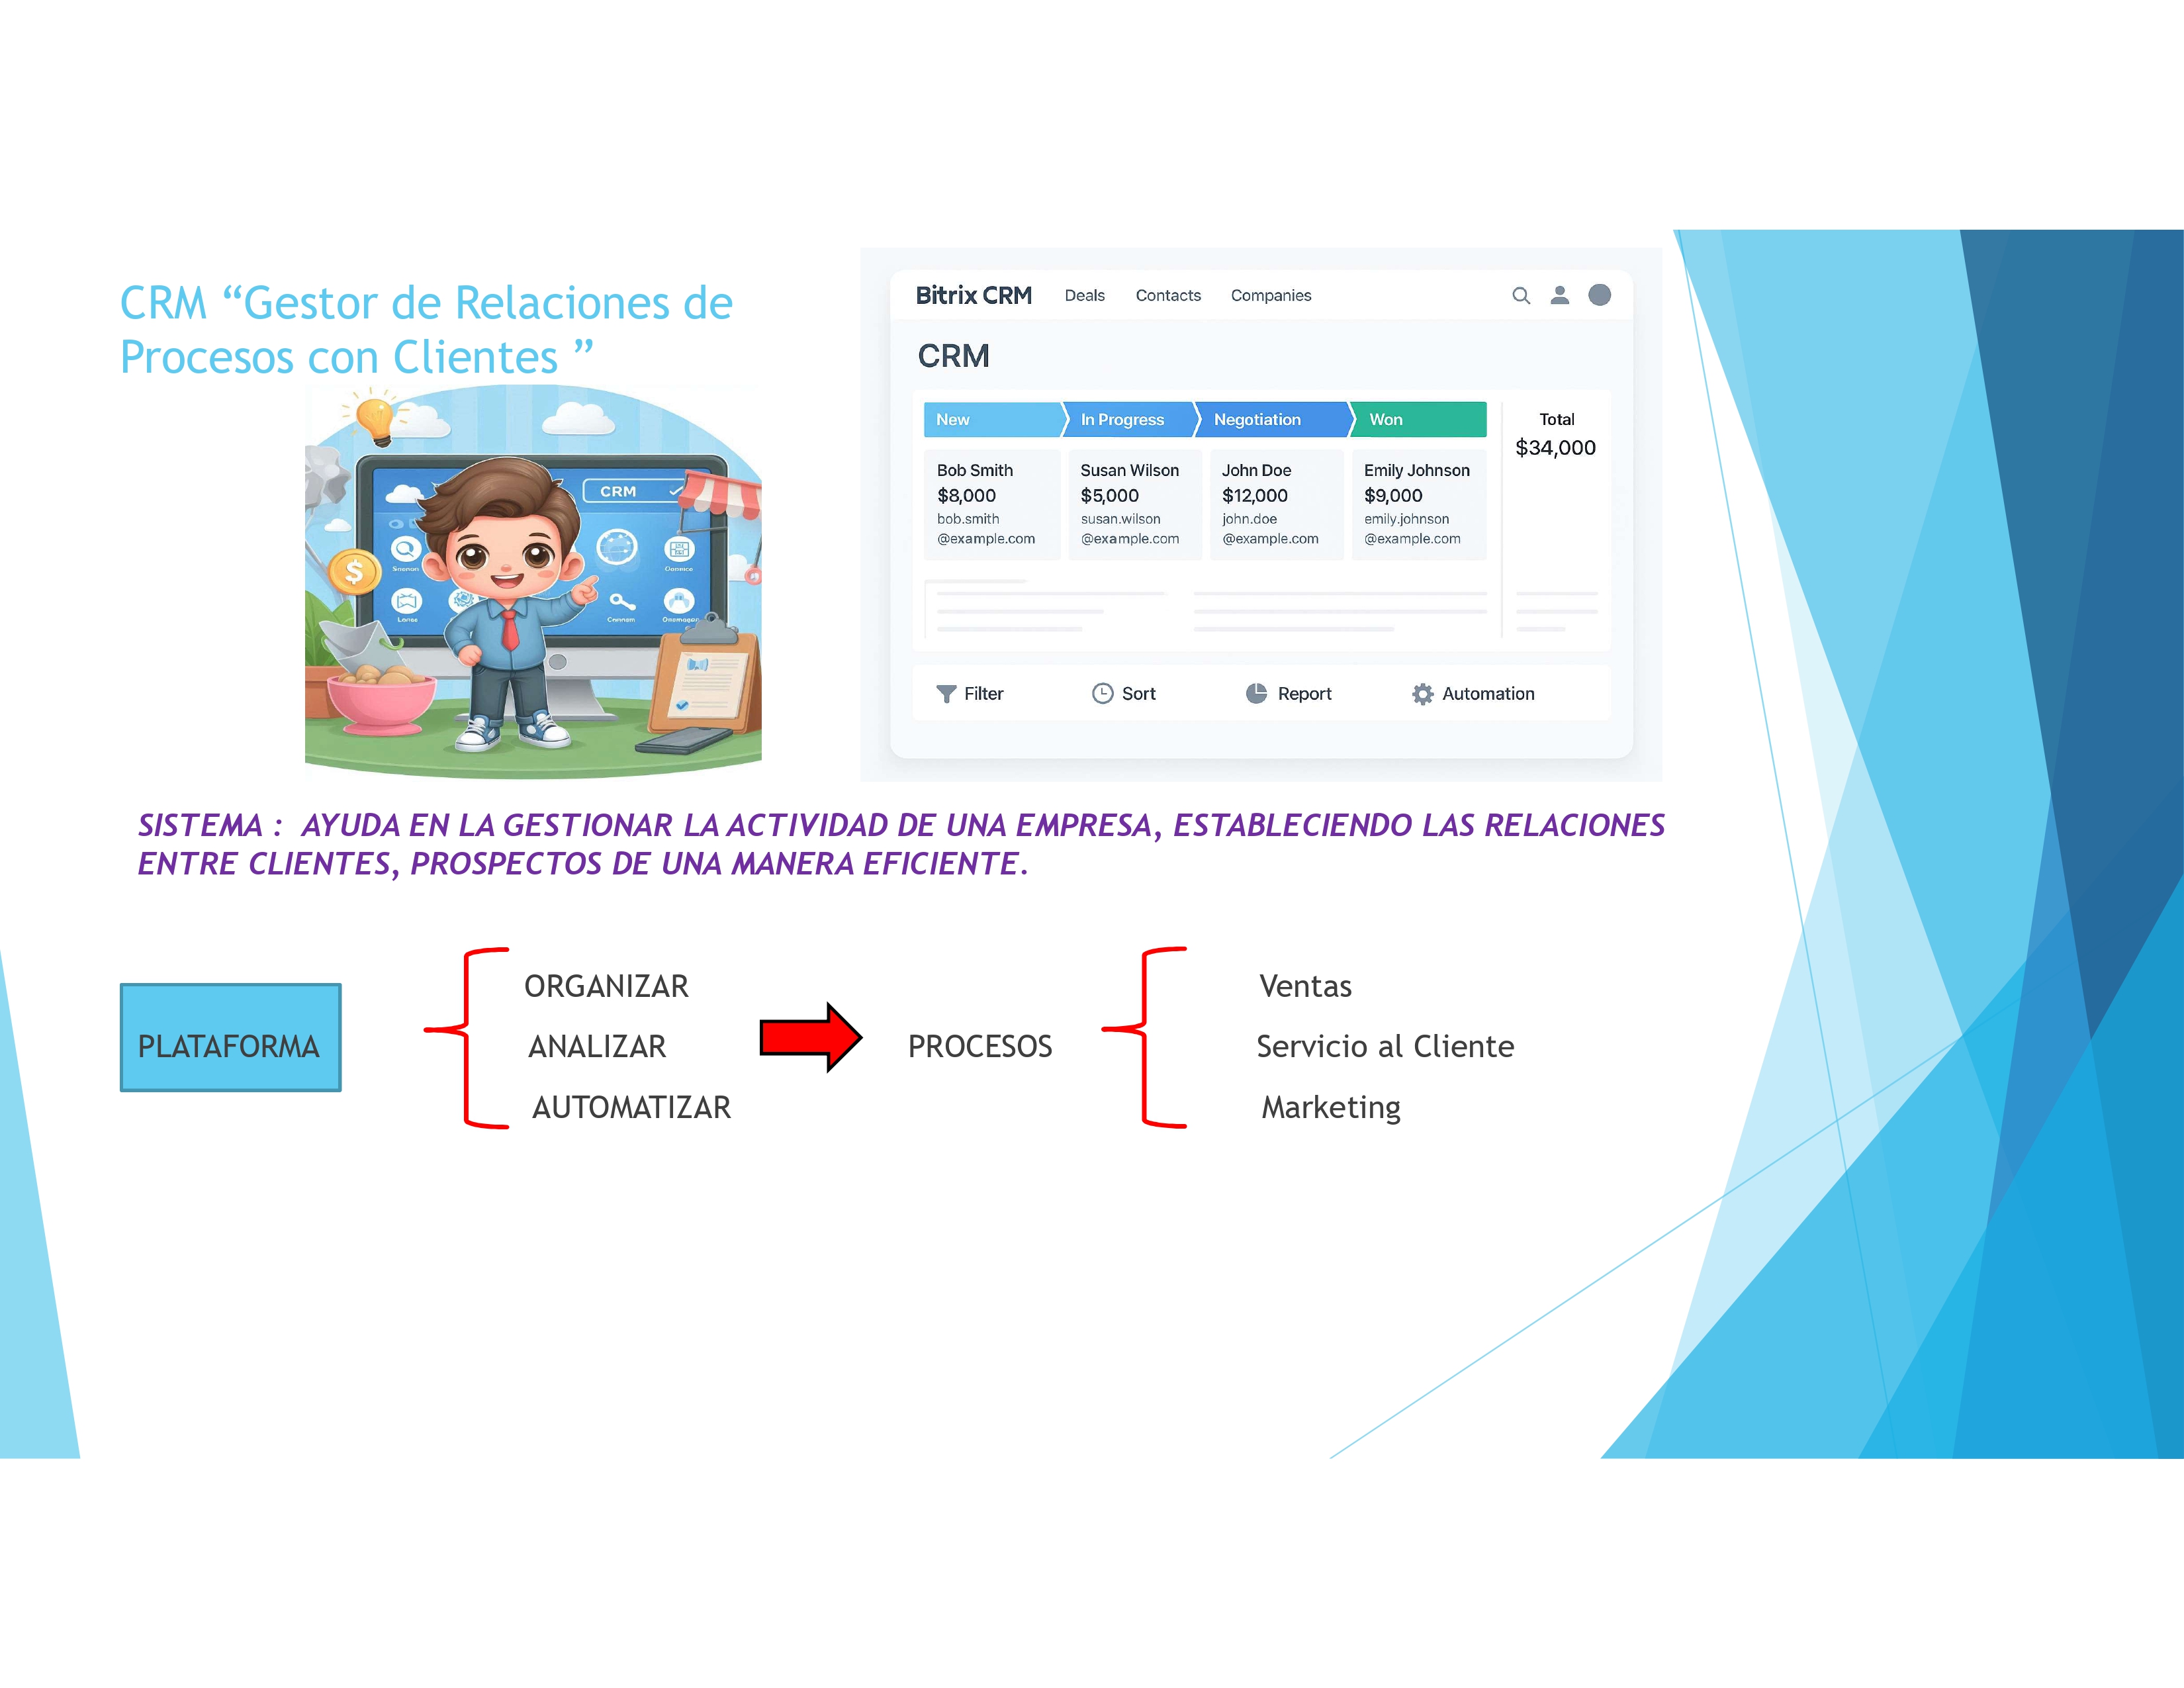 CRM “Gestor de Relaciones de
Procesos con Clientes ”
CRM
Bitrix CRM Deals Contacts Companies
CRM
New In Progress Negotiation Won Total
$34,000
Bob Smith Susan Wilson John Doe Emily Johnson
$8,000 $5,000 $12,000 $9,000
bob.smith susan.wilson john.doe emily.johnson
@example.com @example.com @example.com @example.com
Filter Sort Report Automation
SISTEMA : AYUDA EN LA GESTIONAR LA ACTIVIDAD DE UNA EMPRESA, ESTABLECIENDO LAS RELACIONES
ENTRE CLIENTES, PROSPECTOS DE UNA MANERA EFICIENTE.
ORGANIZAR Ventas
PLATAFORMA ANALIZAR PROCESOS Servicio al Cliente
AUTOMATIZAR Marketing